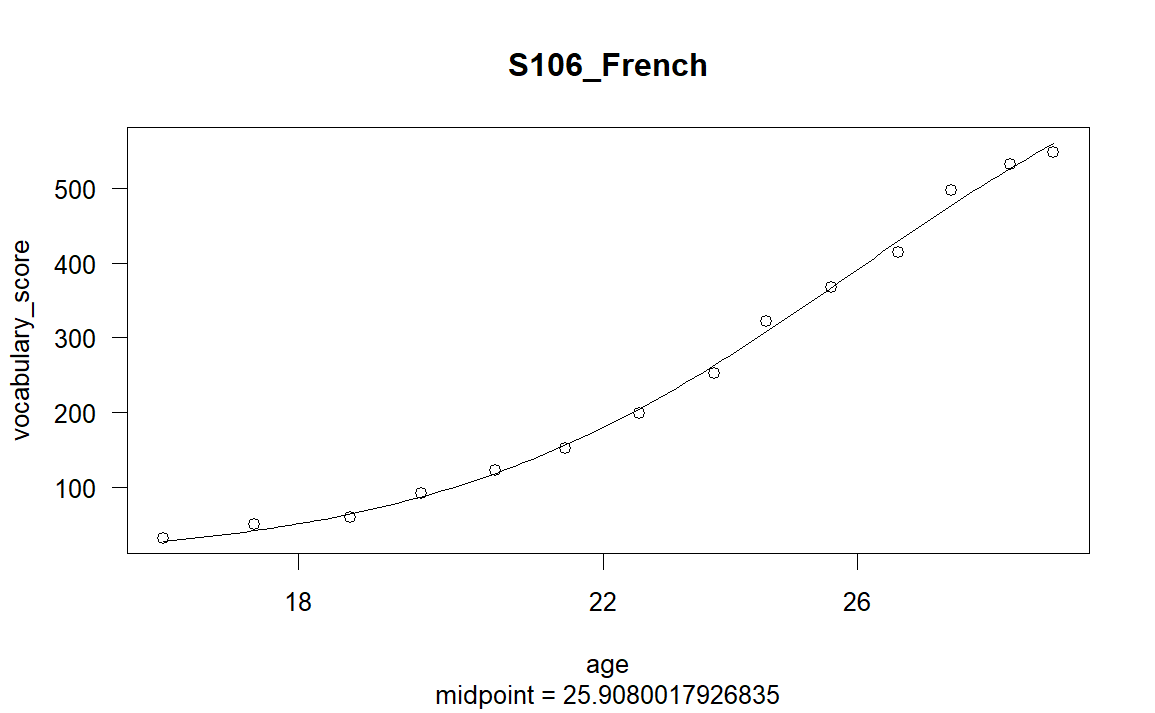 S106_French
vocabulary_score
500
400
300
200
100
18 22 26
age
midpoint = 25.9080017926835